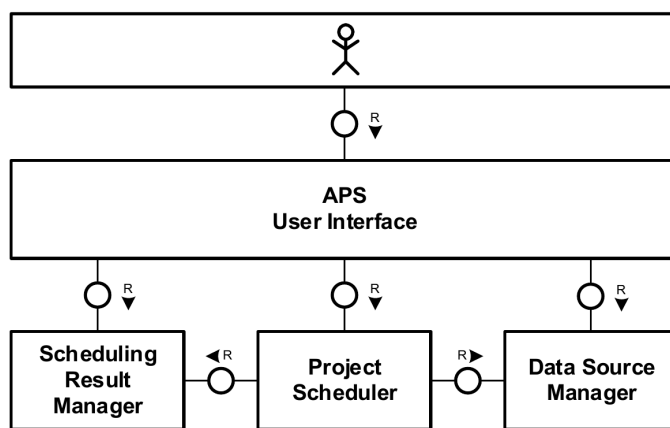 R
APS
User Interface
R
R
R
Scheduling
Result
Manager
R
Project
Scheduler
R
Data Source
Manager